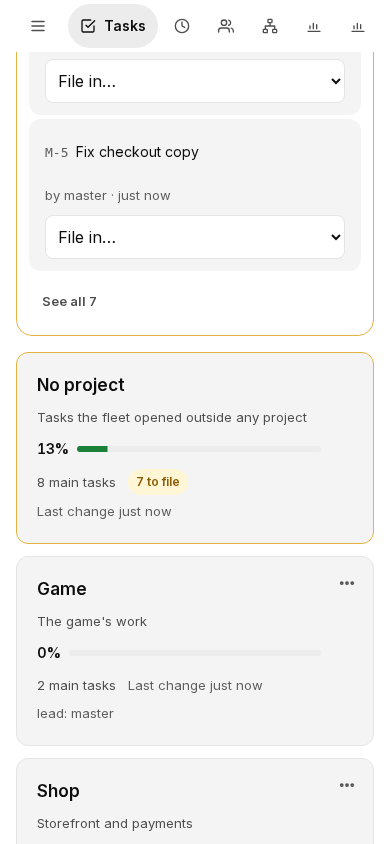 Tasks
File in...
M-5 Fix checkout copy
by master · just now
File in...
See all 7
No project
Tasks the fleet opened outside any project
13%
8 main tasks 7 to file
Last change just now
Game
The game's work
0%
2 main tasks Last change just now
lead: master
Shop
Storefront and payments